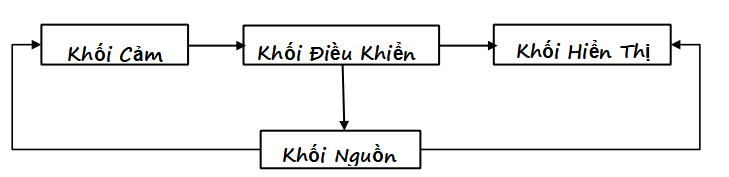 Khối Cảm
Khối Điều Khiển
Khối Hiển Thị
Khối Nguồn